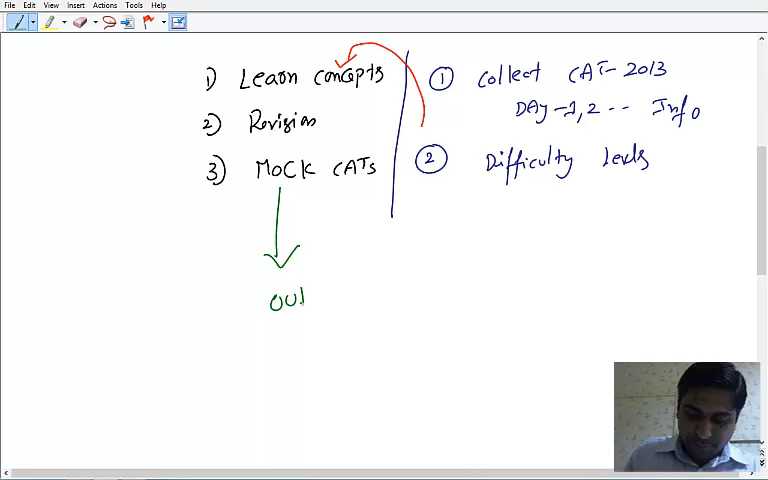 File Edit View Insert Actions Tools Help
1) Learn concepts
2) Revision
3) MOCK CATS
OUT
① Collect CAT-2013
DAY-1,2 -- Info
② Difficulty levels